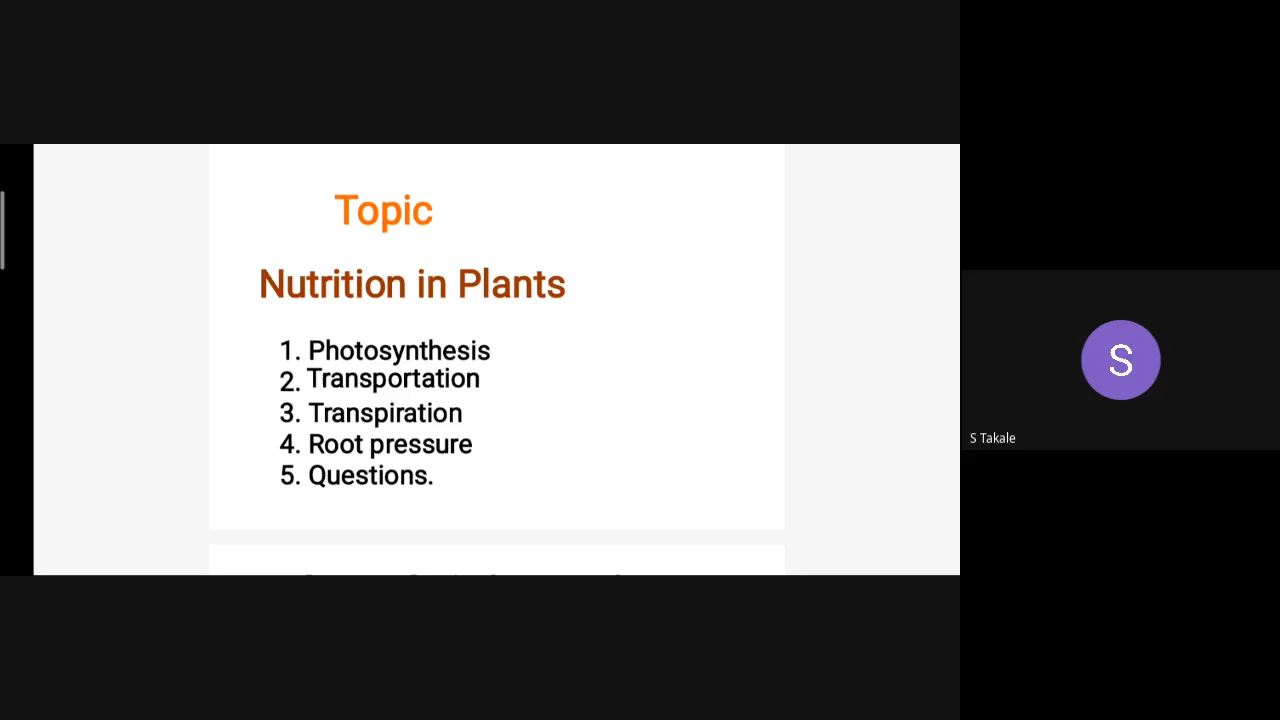 Topic
Nutrition in Plants
1. Photosynthesis
2. Transportation
3. Transpiration
4. Root pressure
5. Questions.
S
S Takale